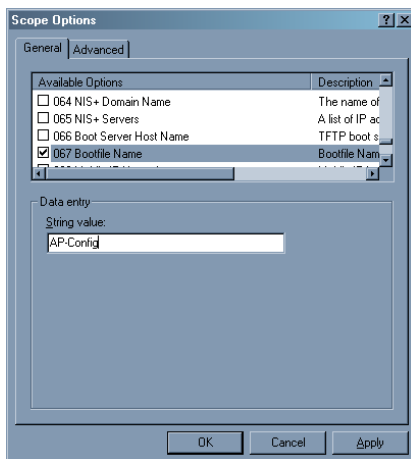 Scope Options
General Advanced
Available Options Description
064 NIS+ Domain Name The name of
065 NIS+ Servers A list of IP ad
066 Boot Server Host Name TFTP boot s
067 Bootfile Name Bootfile Nam
Data entry
String value:
AP-Config
OK Cancel Apply